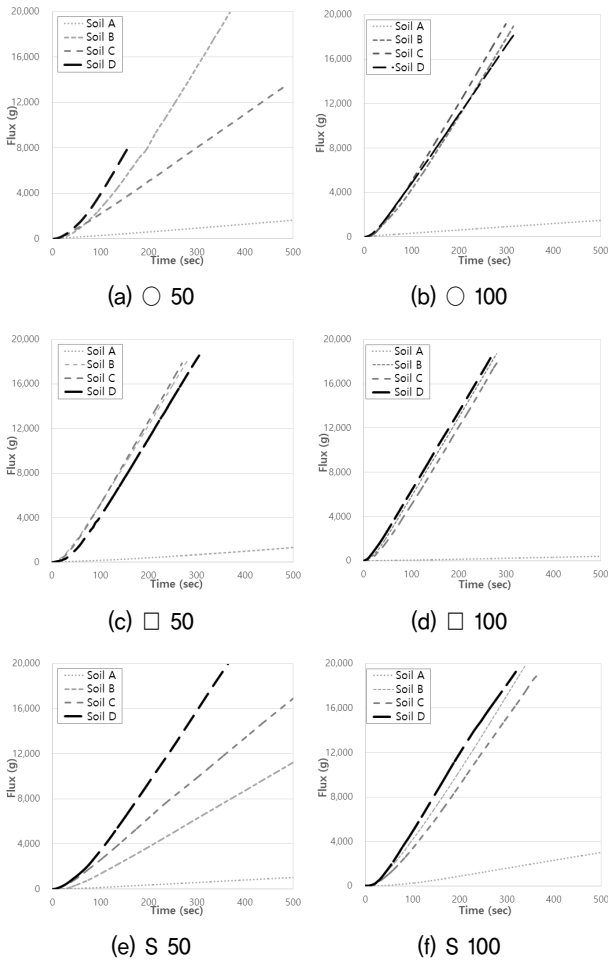 20,000
16,000
12,000
8,000
4,000
0
Flux (g)
Soil A
Soil B
Soil C
Soil D
0 100 200 300 400 500
Time (sec)
(a) ○ 50
20,000
16,000
12,000
8,000
4,000
0
Flux (g)
Soil A
Soil B
Soil C
Soil D
0 100 200 300 400 500
Time (sec)
(b) ○ 100
20,000
16,000
12,000
8,000
4,000
0
Flux (g)
Soil A
Soil B
Soil C
Soil D
0 100 200 300 400 500
Time (sec)
(c) □ 50
20,000
16,000
12,000
8,000
4,000
0
Flux (g)
Soil A
Soil B
Soil C
Soil D
0 100 200 300 400 500
Time (sec)
(d) □ 100
20,000
16,000
12,000
8,000
4,000
0
Flux (g)
Soil A
Soil B
Soil C
Soil D
0 100 200 300 400 500
Time (sec)
(e) S 50
20,000
16,000
12,000
8,000
4,000
0
Flux (g)
Soil A
Soil B
Soil C
Soil D
0 100 200 300 400 500
Time (sec)
(f) S 100